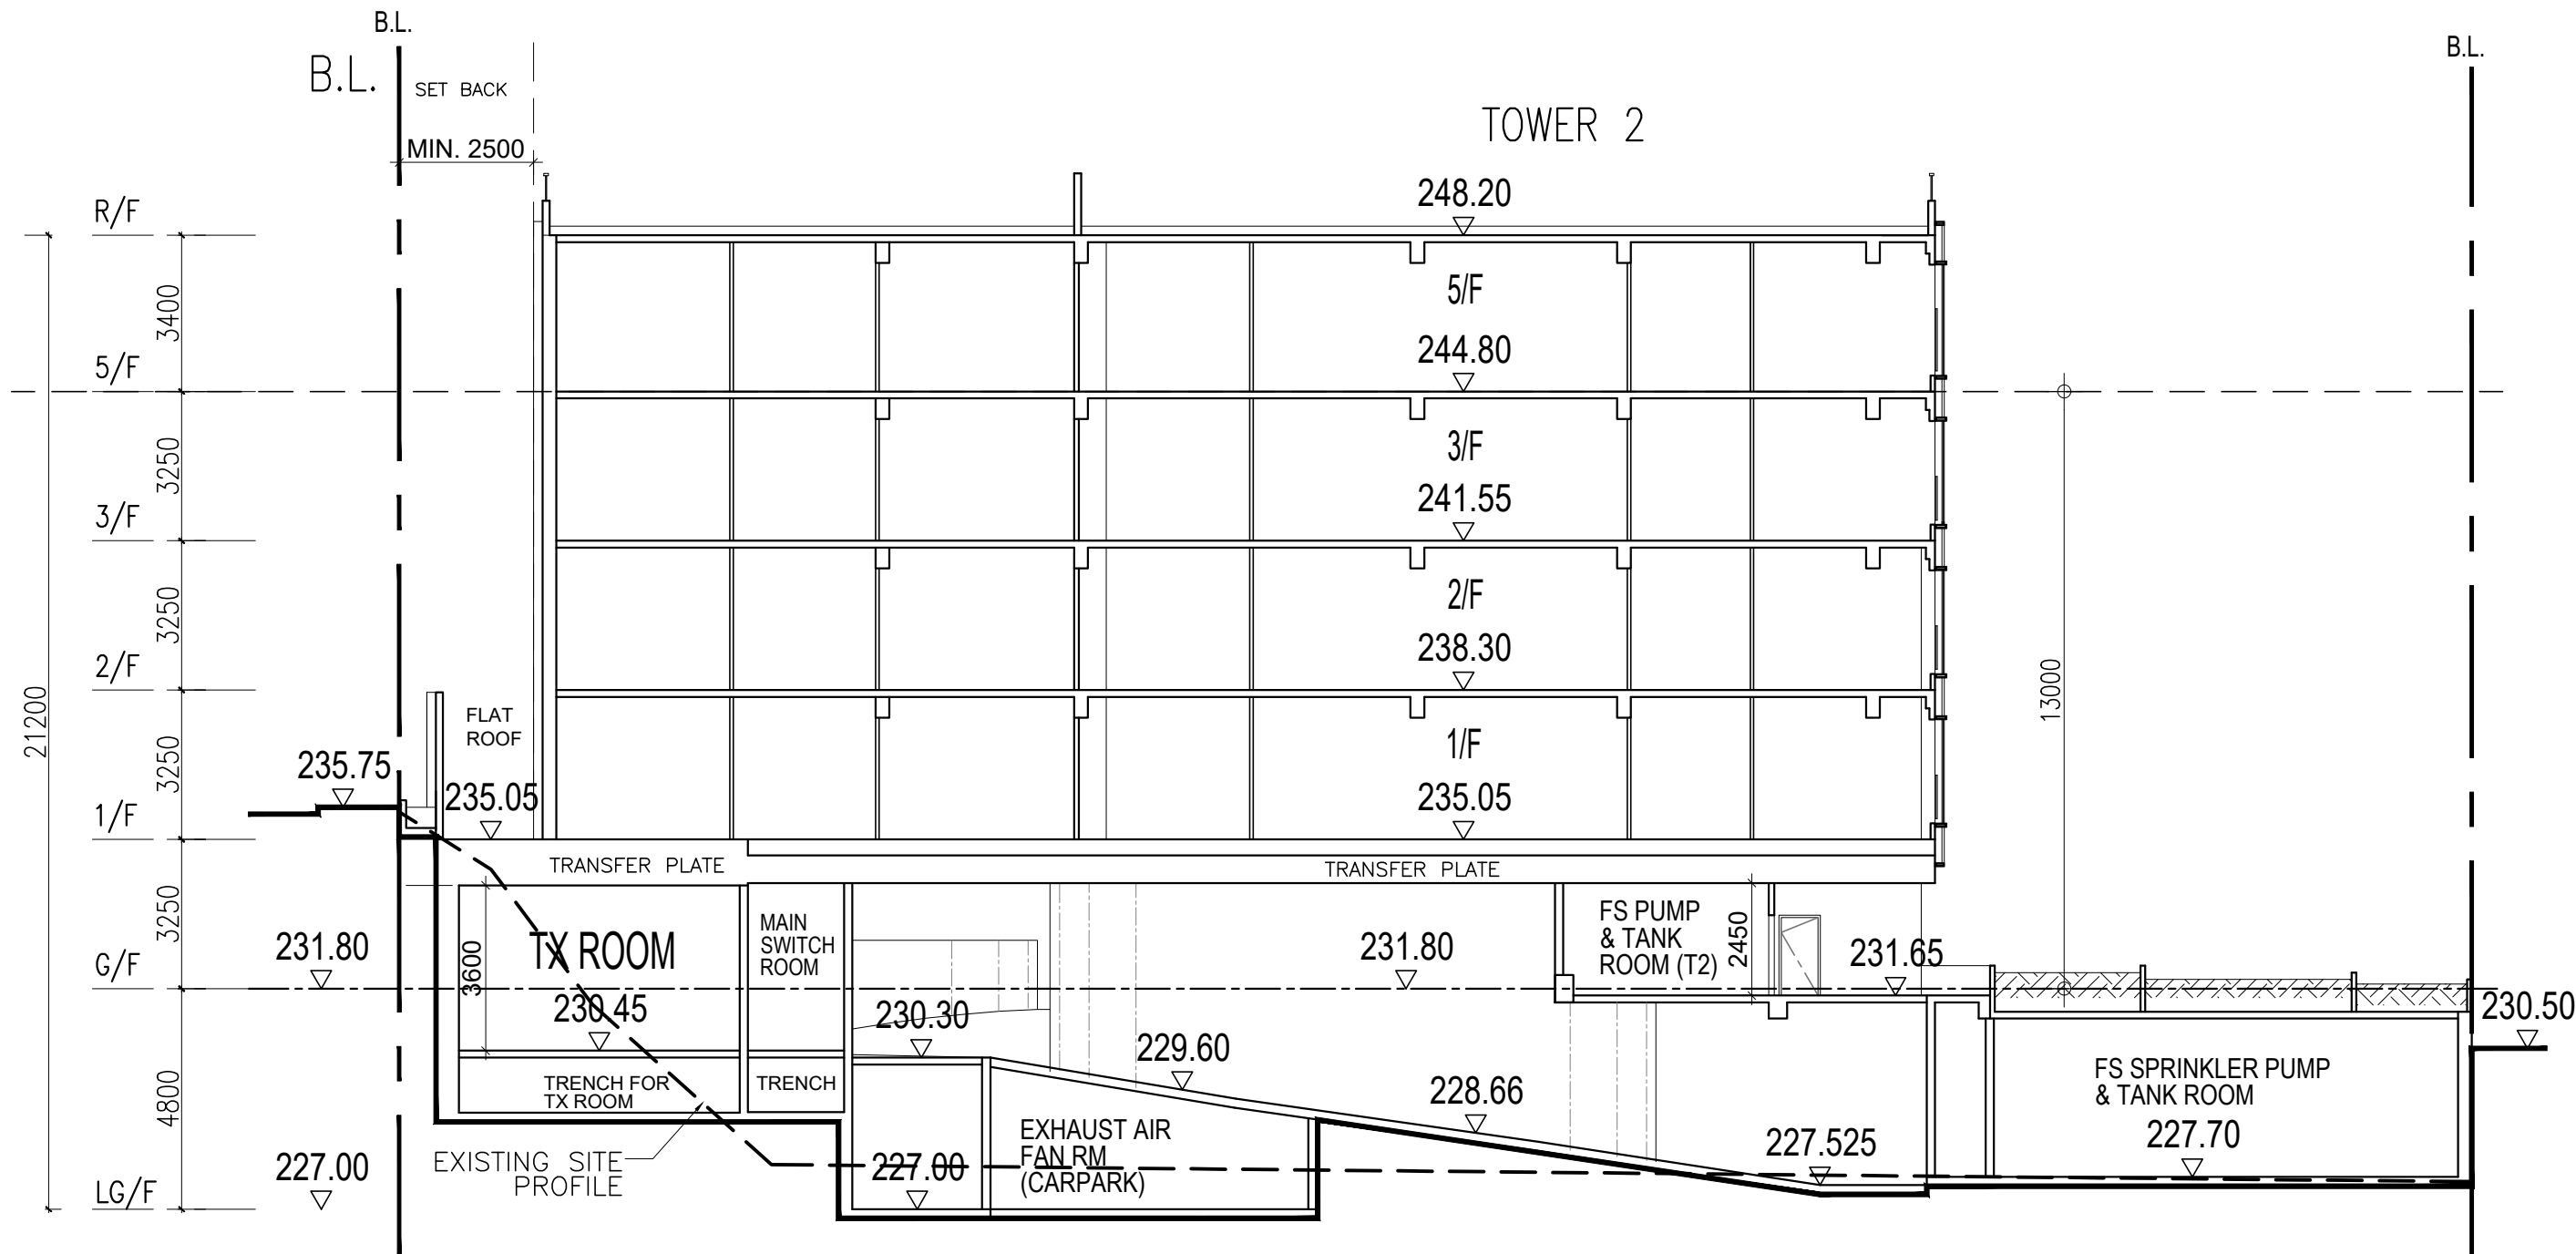 B.L.
B.L.
B.L.
SET BACK
TOWER 2
MIN. 2500
248.20
R/F
5/F
3400
244.80
5/F
3/F
3250
241.55
3/F
2/F
3250
238.30
2/F
13000
21200
FLAT
ROOF
1/F
3250
235.75
235.05
235.05
1/F
TRANSFER PLATE
TRANSFER PLATE
3250
231.80
G/F
3600
TX ROOM
230.45
MAIN
SWITCH
ROOM
231.80
FS PUMP
& TANK
ROOM (T2)
2450
231.65
230.50
230.30
229.60
228.66
4800
TRENCH FOR
TX ROOM
TRENCH
FS SPRINKLER PUMP
& TANK ROOM
227.70
EXHAUST AIR
FAN RM
(CARPARK)
227.525
EXISTING SITE
PROFILE
227.00
227.00
LG/F